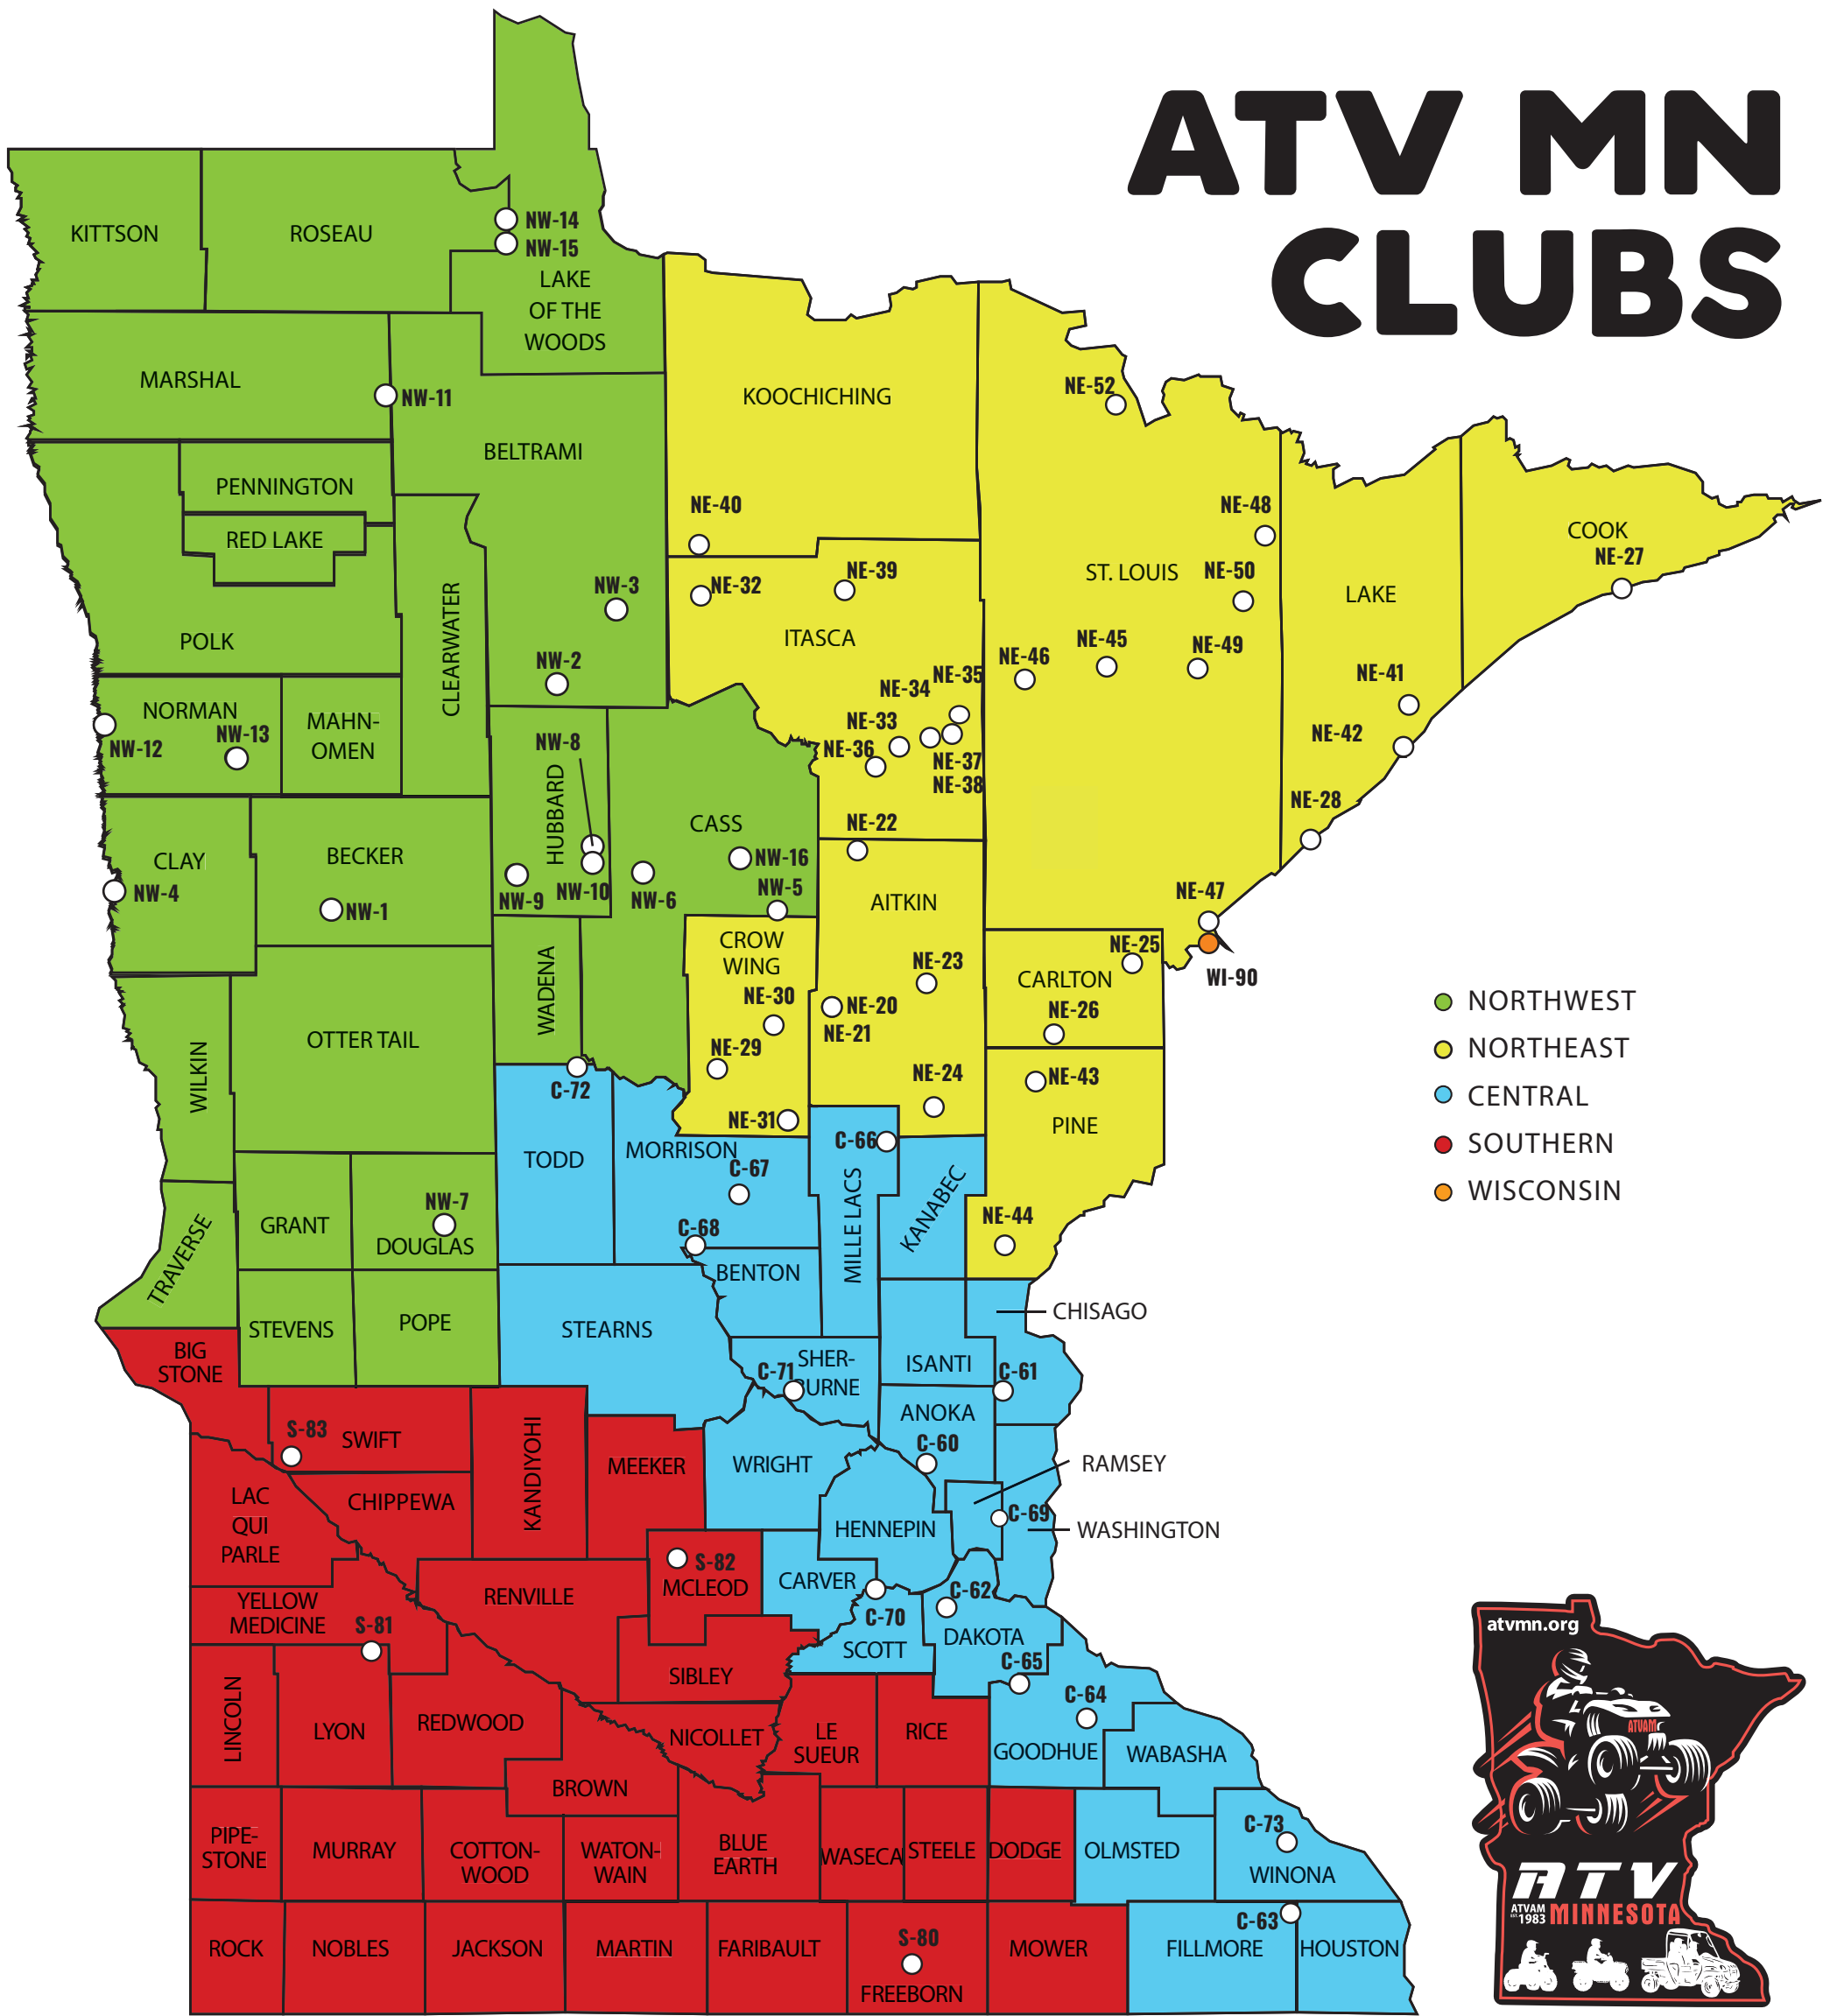 ATV MN
CLUBS
KITTSON
ROSEAU
NW-14
NW-15
LAKE
OF THE
WOODS
MARSHAL
NW-11
KOOCHICHING
NE-52
BELTRAMI
PENNINGTON
RED LAKE
NE-40
NE-48
COOK
NE-27
CLEARWATER
NW-3
NE-32
NE-39
ST. LOUIS
NE-50
LAKE
POLK
ITASCA
NW-2
NE-46
NE-45
NE-49
NE-35
NE-34
NE-41
NORMAN
NW-12
NW-13
MAHN-
OMEN
NW-8
NE-33
NE-36
NE-37
NE-38
NE-42
HUBBARD
CASS
NE-22
NE-28
CLAY
BECKER
NW-16
NW-4
NW-1
NW-9
NW-10
NW-6
NW-5
AITKIN
NE-47
CROW
WING
NE-25
WI-90
WADENA
NE-23
CARLTON
NE-30
NE-20
NE-21
NE-26
NORTHWEST
NORTHEAST
CENTRAL
SOUTHERN
WISCONSIN
OTTER TAIL
WILKIN
NE-29
C-72
NE-24
NE-43
NE-31
PINE
TODD
MORRISON
C-66
C-67
MILLE LACS
KANABEC
NW-7
GRANT
DOUGLAS
C-68
NE-44
TRAVERSE
BENTON
CHISAGO
STEVENS
POPE
STEARNS
BIG
STONE
SHER-
BURNE
C-71
ISANTI
C-61
S-83
SWIFT
KANDIYOHI
ANOKA
C-60
MEEKER
WRIGHT
RAMSEY
LAC
QUI
PARLE
CHIPPEWA
HENNEPIN
C-69
WASHINGTON
S-82
MCLEOD
CARVER
RENVILLE
YELLOW
MEDICINE
S-81
C-70
C-62
SCOTT
DAKOTA
C-65
SIBLEY
LINCOLN
LYON
REDWOOD
NICOLLET
LE
SUEUR
RICE
C-64
GOODHUE
WABASHA
BROWN
PIPE-
STONE
MURRAY
COTTON-
WOOD
WATON-
WAIN
BLUE
EARTH
WASECA
STEELE
DODGE
OLMSTED
C-73
WINONA
C-63
ROCK
NOBLES
JACKSON
MARTIN
FARIBAULT
S-80
FREEBORN
MOWER
FILLMORE
HOUSTON
atvmn.org
ATVAM
ATV
ATVAM
EST. 1983
MINNESOTA